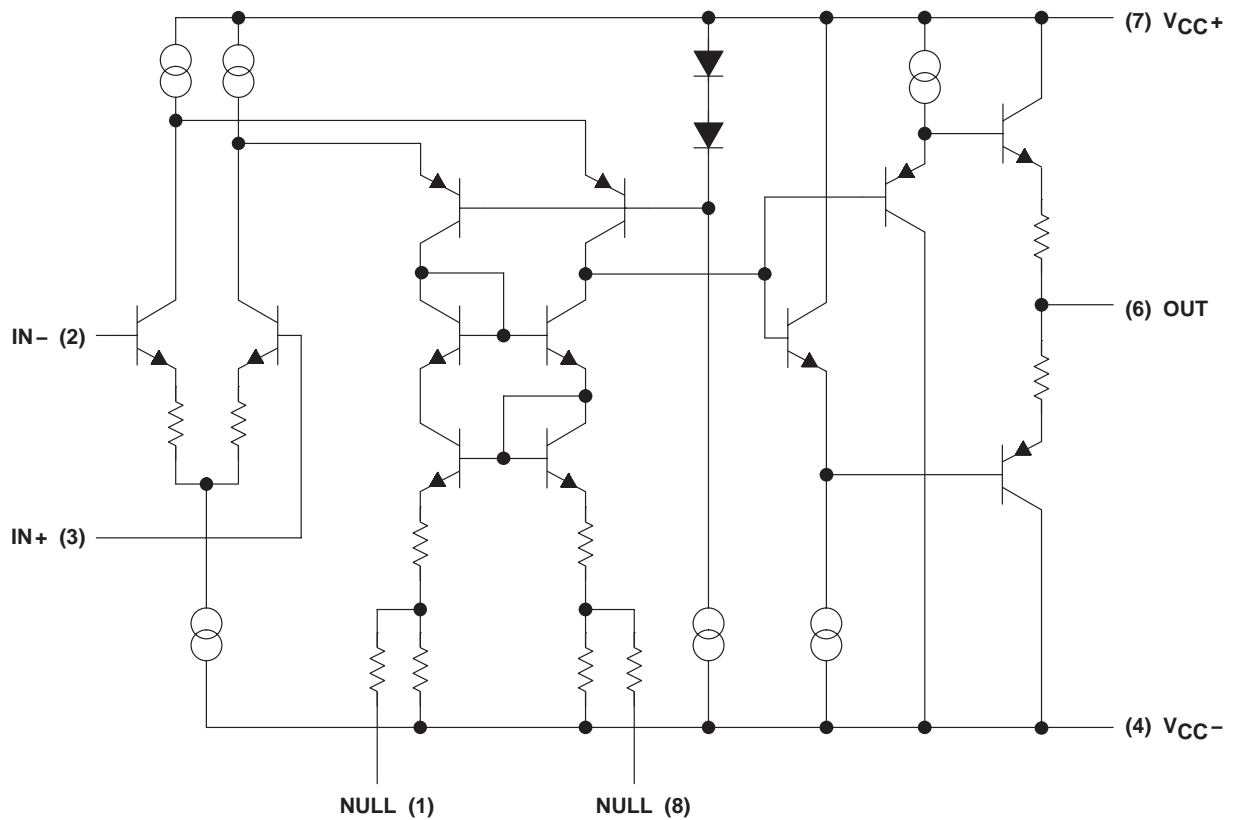 (7) VCC+
IN− (2)
(6) OUT
IN+ (3)
(4) VCC−
NULL (1)
NULL (8)